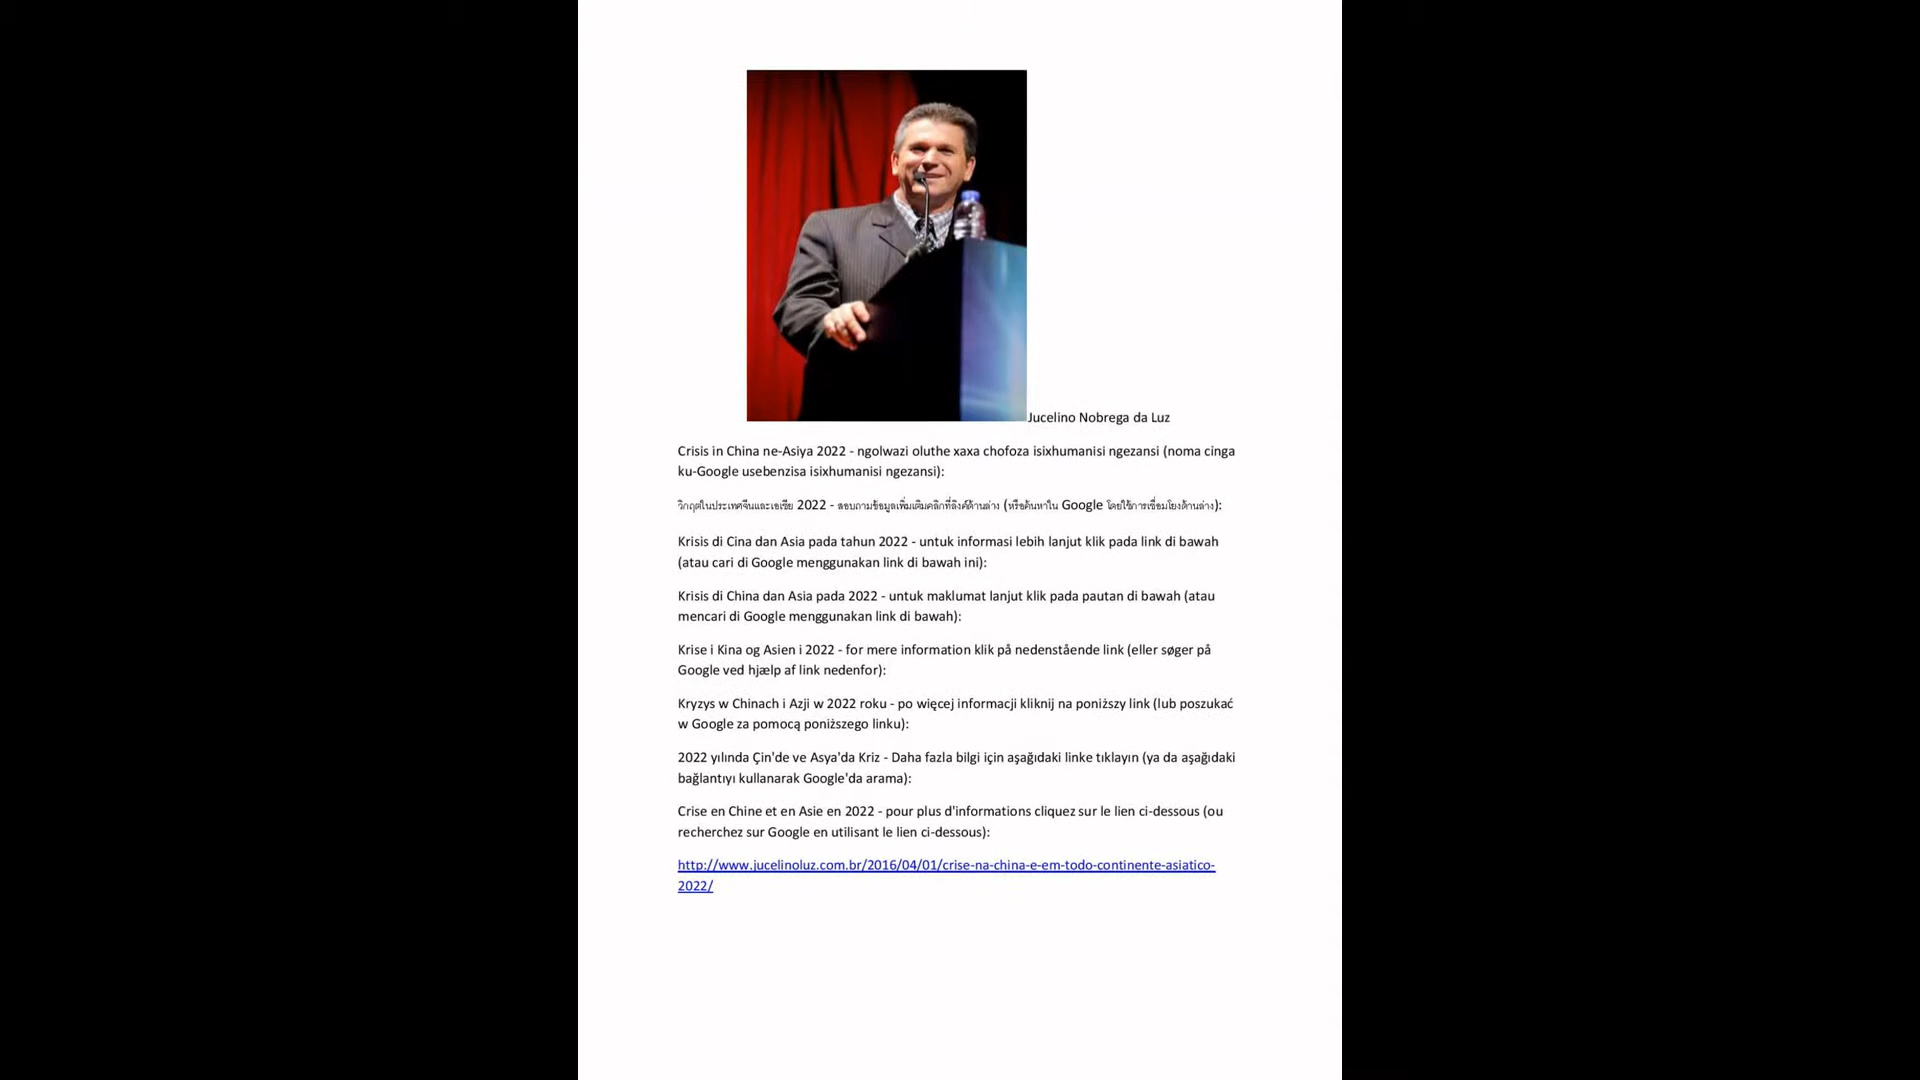 Jucelino Nobrega da Luz
Crisis in China ne-Asiya 2022 - ngolwazi oluthe xaxa chofoza isixhumanisi ngezansi (noma cinga
ku-Google usebenzisa isixhumanisi ngezansi):
วิกฤตในประเทศจีนและเอเชีย 2022 - สอบถามข้อมูลเพิ่มเติมคลิกที่ลิงค์ด้านล่าง (หรือค้นหาใน Google โดยใช้การเชื่อมโยงด้านล่าง):
Krisis di Cina dan Asia pada tahun 2022 - untuk informasi lebih lanjut klik pada link di bawah
(atau cari di Google menggunakan link di bawah ini):
Krisis di China dan Asia pada 2022 - untuk maklumat lanjut klik pada pautan di bawah (atau
mencari di Google menggunakan link di bawah):
Krise i Kina og Asien i 2022 - for mere information klik på nedenstående link (eller søger på
Google ved hjælp af link nedenfor):
Kryzys w Chinach i Azji w 2022 roku - po więcej informacji kliknij na poniższy link (lub poszukać
w Google za pomocą poniższego linku):
2022 yılında Çin'de ve Asya'da Kriz - Daha fazla bilgi için aşağıdaki linke tıklayın (ya da aşağıdaki
bağlantıyı kullanarak Google'da arama):
Crise en Chine et en Asie en 2022 - pour plus d'informations cliquez sur le lien ci-dessous (ou
recherchez sur Google en utilisant le lien ci-dessous):
http://www.jucelinoluz.com.br/2016/04/01/crise-na-china-e-em-todo-continente-asiatico-
2022/